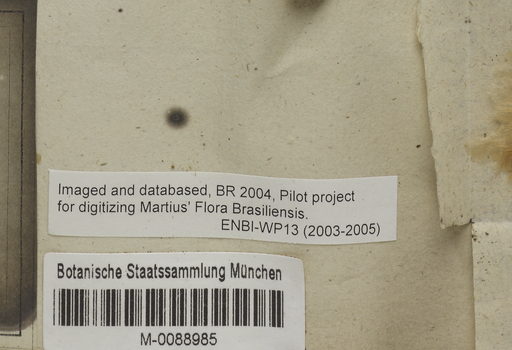 Imaged and databased, BR 2004, Pilot project
for digitizing Martius' Flora Brasiliensis.
ENBI-WP13 (2003-2005)
Botanische Staatssammlung München
M-0088985